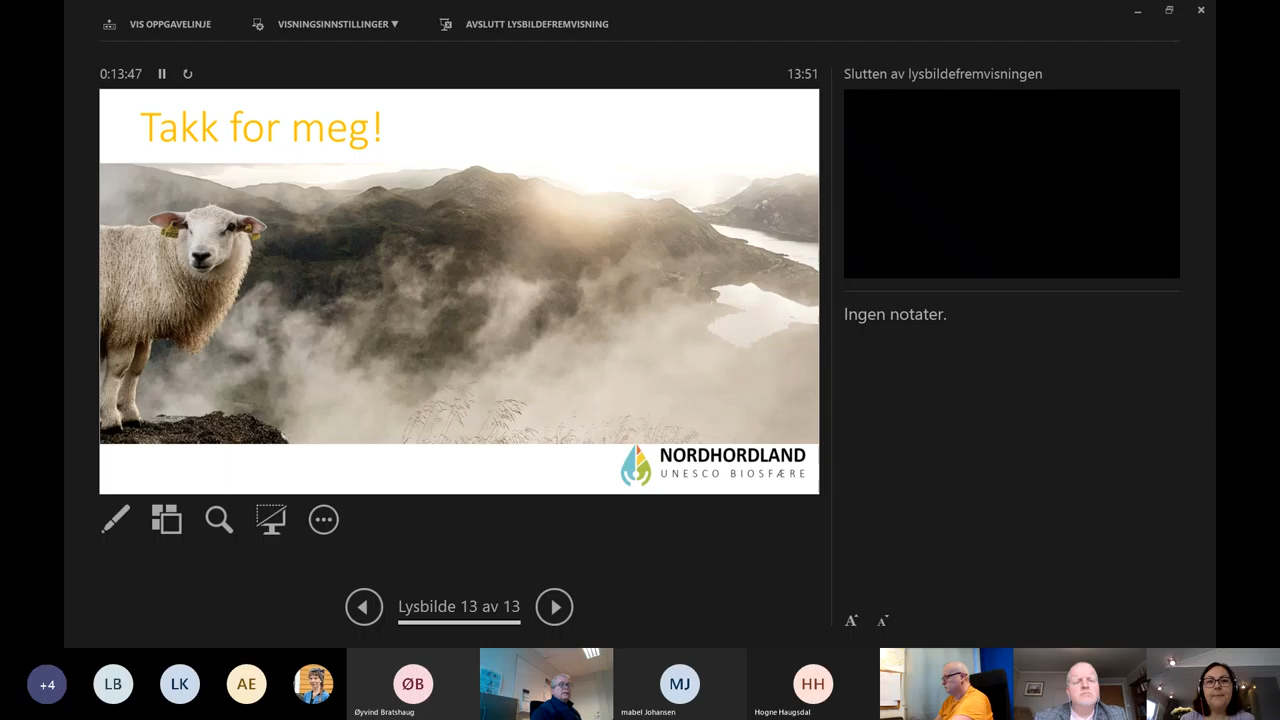 VIS OPPGAVELINJE
VISNINGSINNSTILLINGER ▼
AVSLUTT LYSBILDEFREMVISNING
0:13:47
13:51
Slutten av lysbildefremvisningen
Takk for meg!
NORDHORDLAND
UNESCO BIOSFÆRE
Ingen notater.
Lysbilde 13 av 13
A A
+4
LB
LK
AE
ØB
Øyvind Bratshaug
MJ
mabel Johansen
HH
Hogne Haugsdal